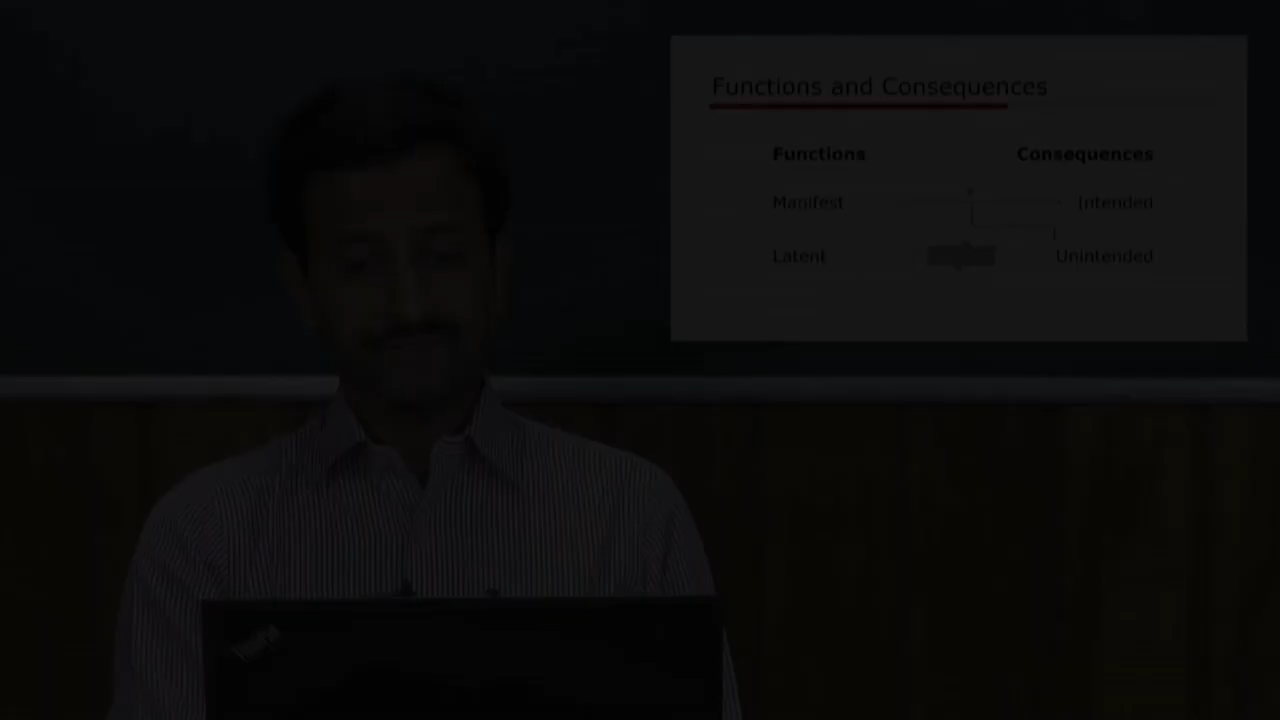 Functions and Consequences
Functions Consequences
Manifest Intended
Latent Unintended